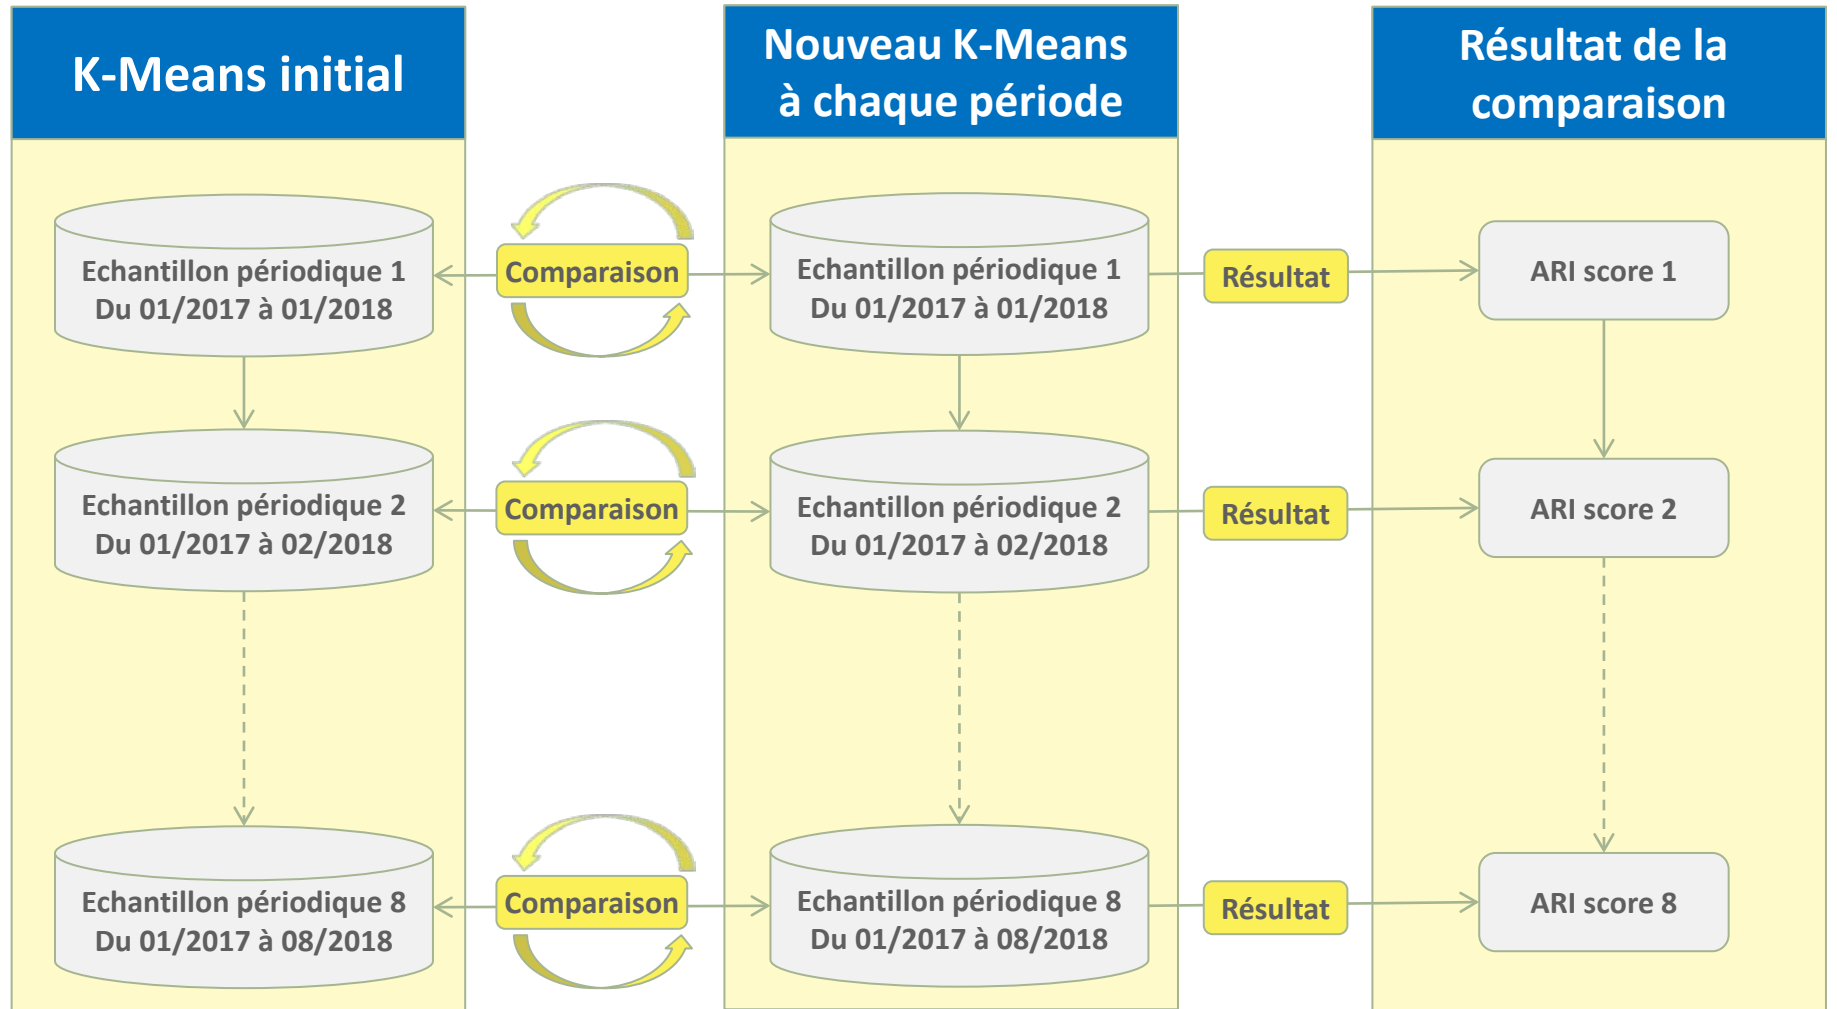 K-Means initial
Nouveau K-Means
à chaque période
Résultat de la
comparaison
Echantillon périodique 1
Du 01/2017 à 01/2018
Comparaison
Echantillon périodique 1
Du 01/2017 à 01/2018
Résultat
ARI score 1
Echantillon périodique 2
Du 01/2017 à 02/2018
Comparaison
Echantillon périodique 2
Du 01/2017 à 02/2018
Résultat
ARI score 2
Echantillon périodique 8
Du 01/2017 à 08/2018
Comparaison
Echantillon périodique 8
Du 01/2017 à 08/2018
Résultat
ARI score 8